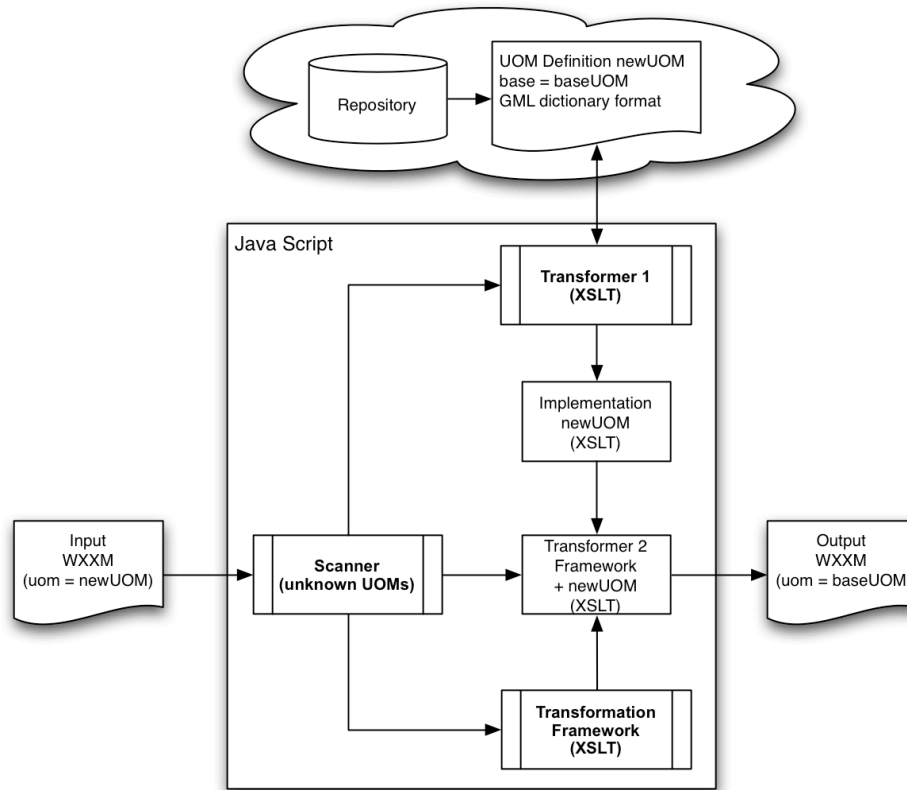 UOM Definition newUOM
base = baseUOM
GML dictionary format
Repository
Java Script
Transformer 1
(XSLT)
Implementation
newUOM
(XSLT)
Input
WXXM
(uom = newUOM)
Scanner
(unknown UOMs)
Transformer 2
Framework
+ newUOM
(XSLT)
Output
WXXM
(uom = baseUOM)
Transformation
Framework
(XSLT)